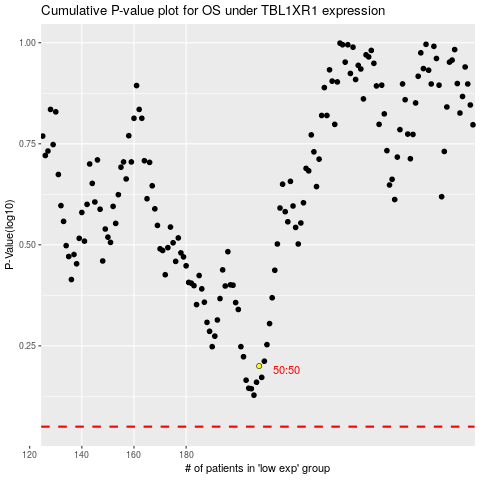 Cumulative P-value plot for OS under TBL1XR1 expression
1.00
0.75
0.50
0.25
P-Value(log10)
50:50
120 140 160 180
# of patients in 'low exp' group